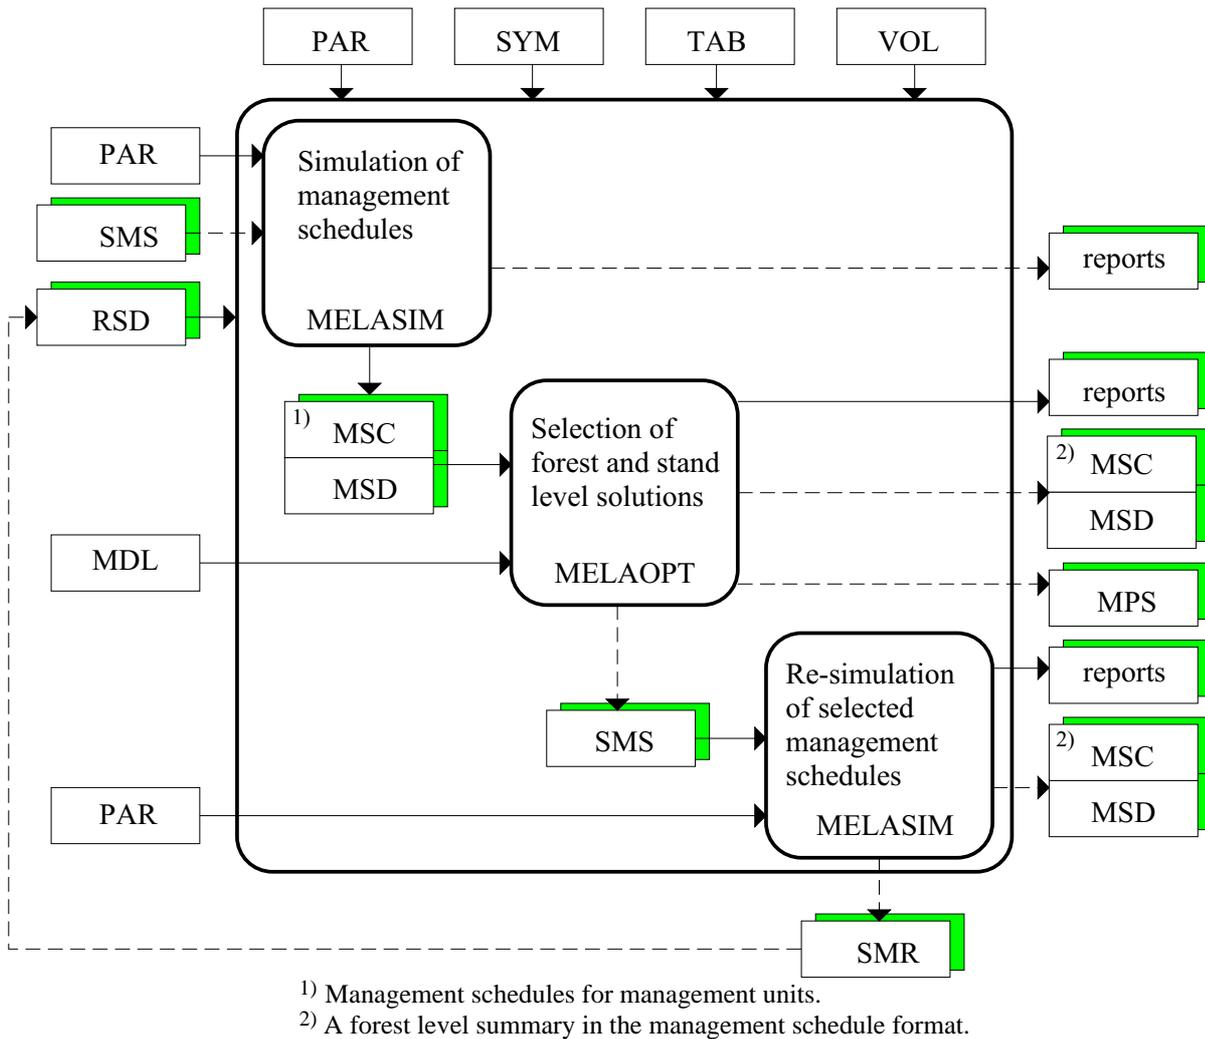 PAR
SYM
TAB
VOL
PAR
SMS
RSD
Simulation of
management
schedules
MELASIM
reports
1)
MSC
MSD
Selection of
forest and stand
level solutions
MELAOPT
reports
2)
MSC
MSD
MDL
MPS
SMS
Re-simulation
of selected
management
schedules
MELASIM
reports
2)
MSC
MSD
PAR
SMR
1) Management schedules for management units.
2) A forest level summary in the management schedule format.